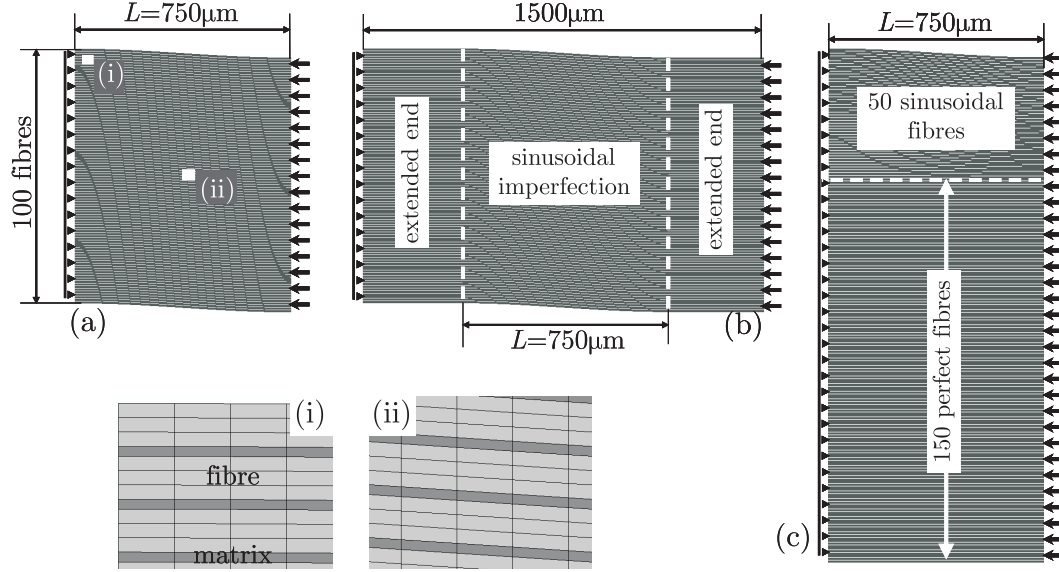 L=750μm
(i)
(ii)
100 fibres
(a)
1500μm
extended end
sinusoidal
imperfection
extended end
L=750μm
(b)
L=750μm
50 sinusoidal
fibres
150 perfect fibres
(c)
(i)
fibre
matrix
(ii)